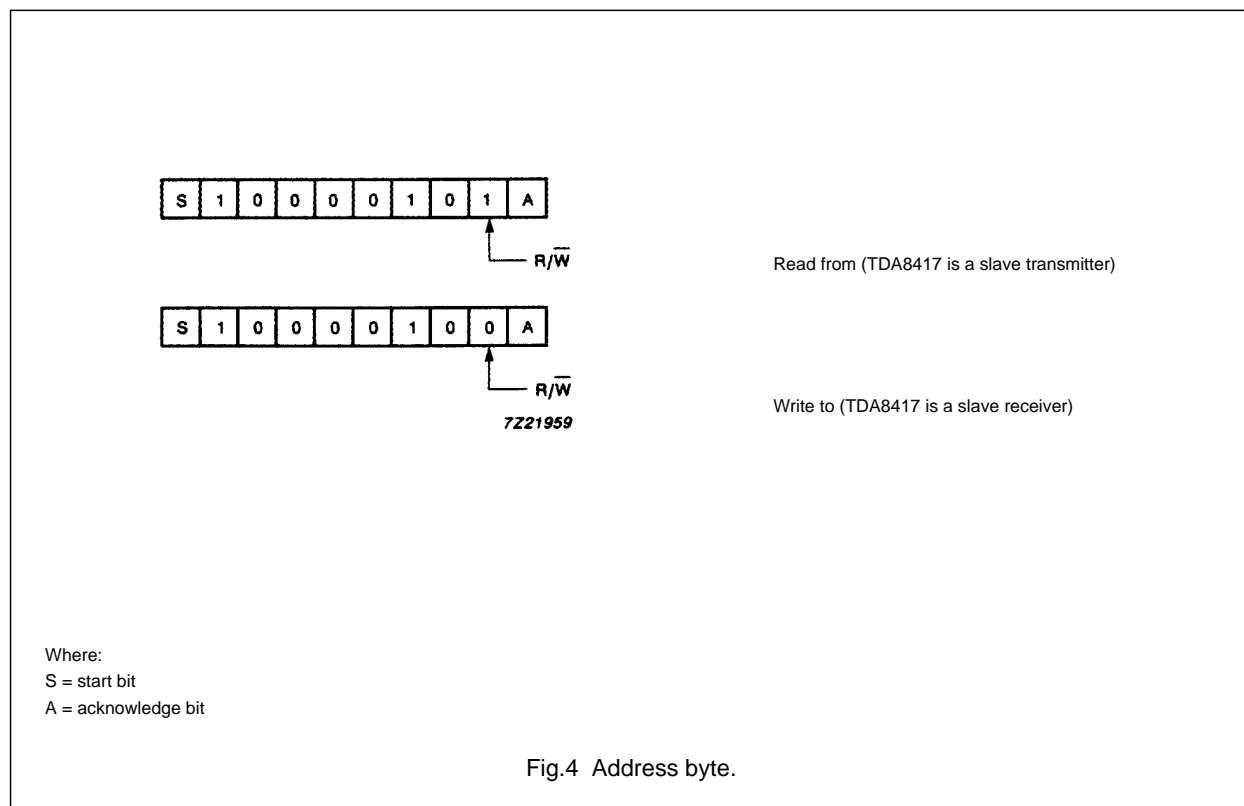 S 1 0 0 0 0 1 0 1 A
R/W̅
Read from (TDA8417 is a slave transmitter)
S 1 0 0 0 0 1 0 0 A
R/W̅
Write to (TDA8417 is a slave receiver)
7Z21959
Where:
S = start bit
A = acknowledge bit
Fig.4 Address byte.